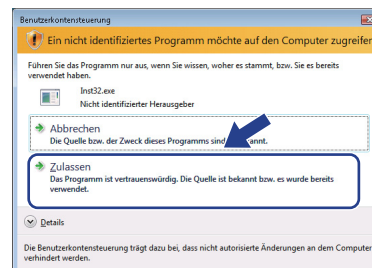 Benutzerkontensteuerung
Ein nicht identifiziertes Programm möchte auf den Computer zugreifen
Führen Sie das Programm nur aus, wenn Sie wissen, woher es stammt, bzw. Sie es bereits
verwendet haben.
Inst32.exe
Nicht identifizierter Herausgeber
Abbrechen
Die Quelle bzw. der Zweck dieses Programms sind
Zulassen
Das Programm ist vertrauenswürdig. Die Quelle ist bekannt bzw. es wurde bereits
verwendet.
Details
Die Benutzerkontensteuerung trägt dazu bei, dass nicht autorisierte Änderungen an dem Computer
verhindert werden.